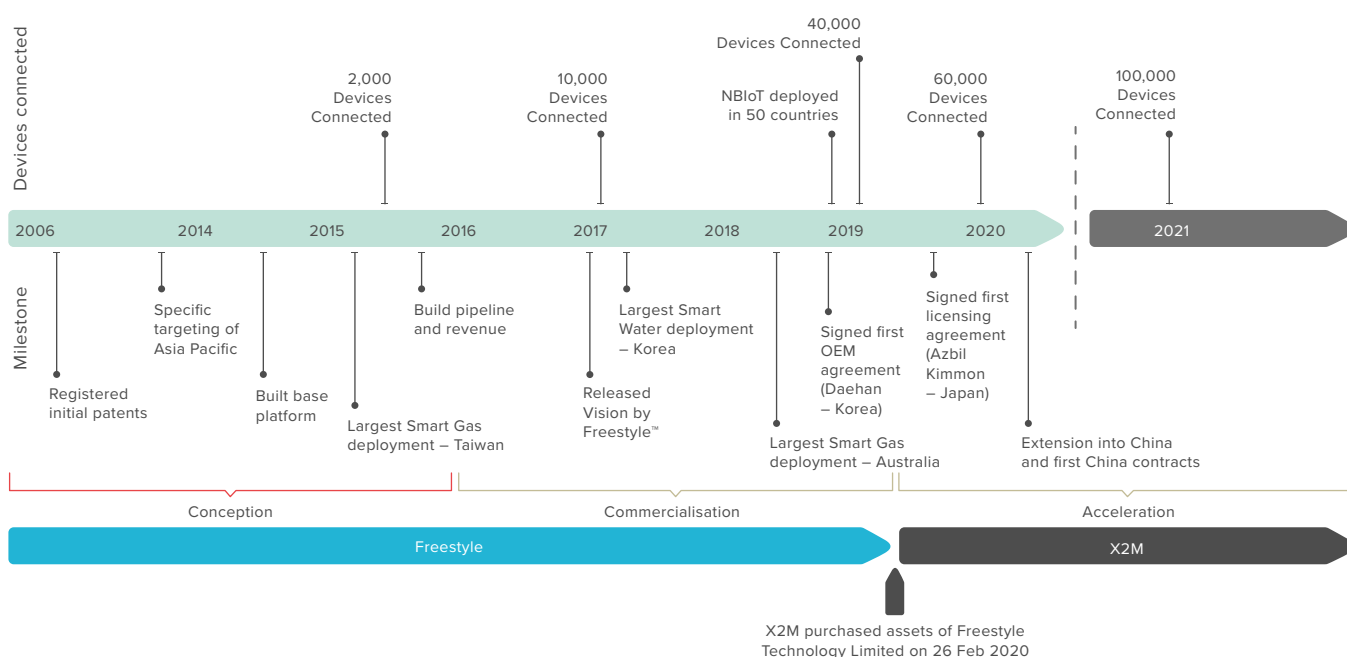 Devices connected
40,000
Devices Connected
2,000
Devices
Connected
10,000
Devices
Connected
NBIoT deployed
in 50 countries
60,000
Devices
Connected
100,000
Devices
Connected
2006
2014
2015
2016
2017
2018
2019
2020
2021
Milestone
Registered
initial patents
Specific
targeting of
Asia Pacific
Built base
platform
Largest Smart Gas
deployment – Taiwan
Build pipeline
and revenue
Released
Vision by
Freestyle™
Largest Smart
Water deployment
– Korea
Largest Smart Gas
deployment – Australia
Signed first
OEM
agreement
(Daehan
– Korea)
Signed first
licensing
agreement
(Azbil
Kimmon
– Japan)
Extension into China
and first China contracts
Conception
Commercialisation
Acceleration
Freestyle
X2M
X2M purchased assets of Freestyle
Technology Limited on 26 Feb 2020